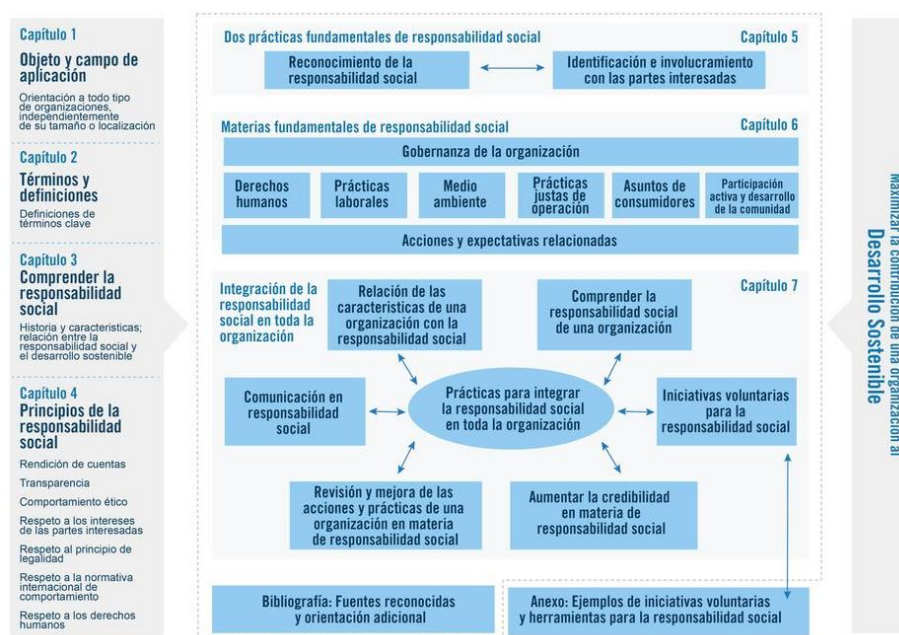 Capítulo 1
Objeto y campo de
aplicación
Orientación a todo tipo
de organizaciones,
independientemente
de su tamaño o localización
Capítulo 2
Términos y
definiciones
Definiciones de
términos clave
Capítulo 3
Comprender la
responsabilidad
social
Historia y características;
relación entre la
responsabilidad social y
el desarrollo sostenible
Capítulo 4
Principios de la
responsabilidad
social
Rendición de cuentas
Transparencia
Comportamiento ético
Respeto a los intereses
de las partes interesadas
Respeto al principio de
legalidad
Respeto a la normativa
internacional de
comportamiento
Respeto a los derechos
humanos
Dos prácticas fundamentales de responsabilidad social
Capítulo 5
Reconocimiento de la
responsabilidad social
Identificación e involucramiento
con las partes interesadas
Materias fundamentales de responsabilidad social
Capítulo 6
Gobernanza de la organización
Derechos
humanos
Prácticas
laborales
Medio
ambiente
Prácticas
justas de
operación
Asuntos de
consumidores
Participación
activa y desarrollo
de la comunidad
Acciones y expectativas relacionadas
Integración de la
responsabilidad
social en toda la
organización
Capítulo 7
Relación de las
caracteristicas de una
organización con la
responsabilidad social
Comprender la
responsabilidad social
de una organización
Comunicación en
responsabilidad
social
Prácticas para integrar
la responsabilidad social
en toda la organización
Iniciativas voluntarias
para la
responsabilidad social
Revisión y mejora de las
acciones y prácticas de una
organización en materia
de responsabilidad social
Aumentar la credibilidad
en materia de
responsabilidad social
Bibliografía: Fuentes reconocidas
y orientación adicional
Anexo: Ejemplos de iniciativas voluntarias
y herramientas para la responsabilidad social
Maximizar la contribución de una organización al
Desarrollo Sostenible